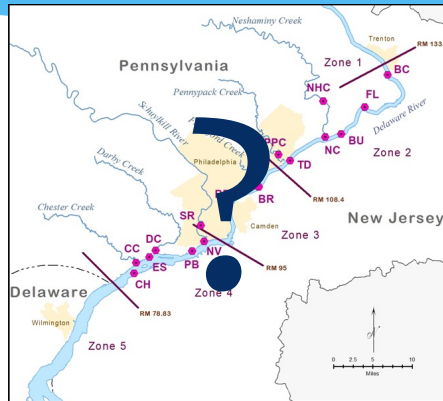 Neshaminy Creek
Trenton
RM 133.
Zone 1
BC
Pennsylvania
NHC
FL
Pennypack Creek
Delaware River
Schuylkill River
Creek
PPC
NC
BU
Zone 2
Darby Creek
Philadelphia
TD
BR
RM 108.4
Chester Creek
SR
Camden
New Jersey
Zone 3
DC
NV
CC
ES
PB
RM 95
CH
Zone 4
Delaware
RM 78.83
Wilmington
Zone 5
N
0 2.5 5 10
Miles
?